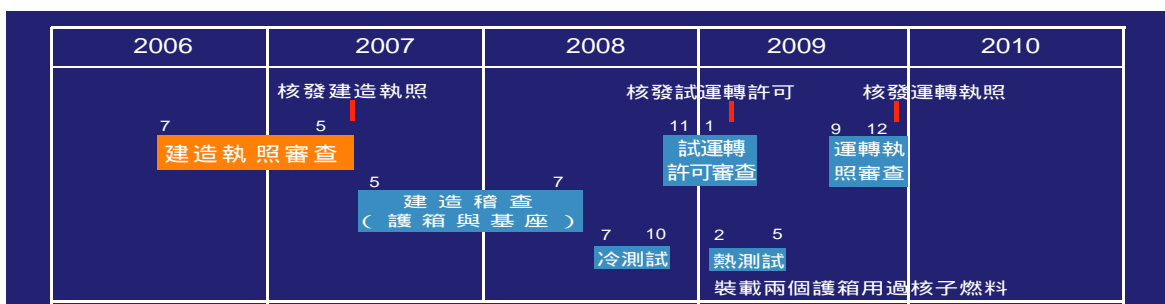 2006 2007 2008 2009 2010
核發建造執照 核發試運轉許可 核發運轉執照
7 5 11 1 9 12
建造執照審查
試運轉
許可審查
運轉執
照審查
5 7
建造稽查
(護箱與基座)
7 10 2 5
冷測試 熱測試
裝載兩個護箱用過核子燃料